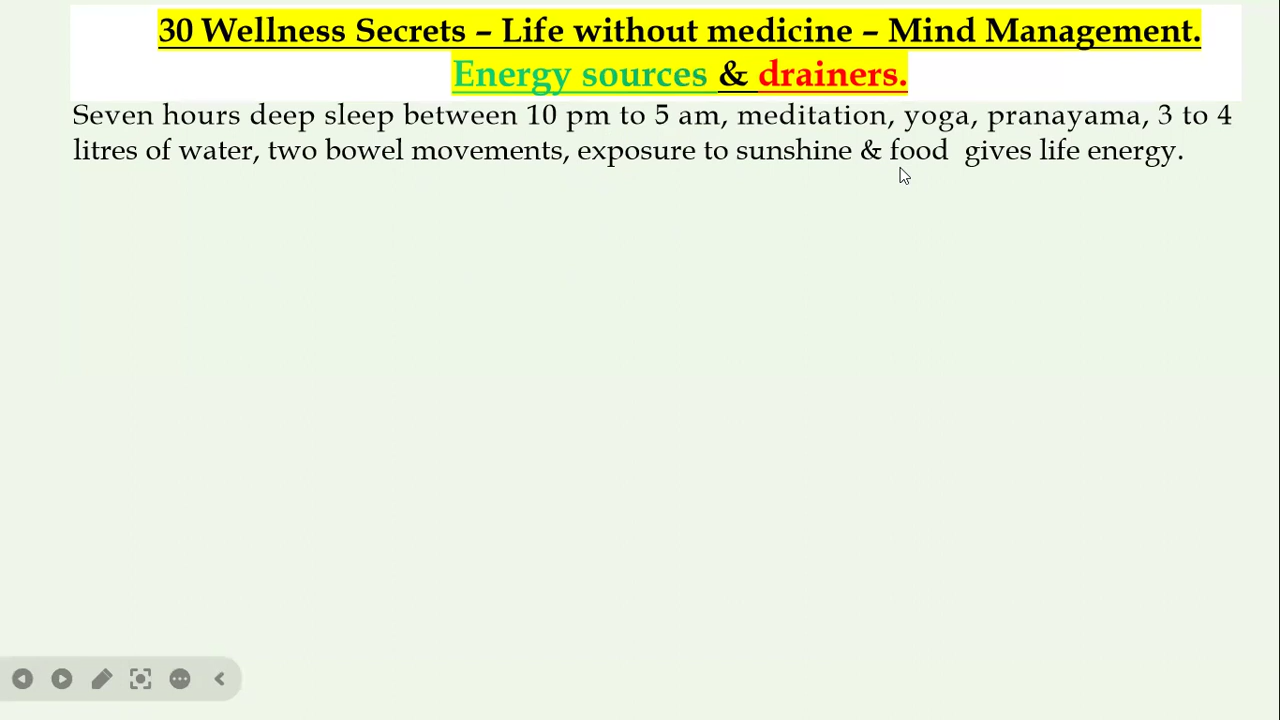 30 Wellness Secrets – Life without medicine – Mind Management.
Energy sources & drainers.
Seven hours deep sleep between 10 pm to 5 am, meditation, yoga, pranayama, 3 to 4
litres of water, two bowel movements, exposure to sunshine & food gives life energy.